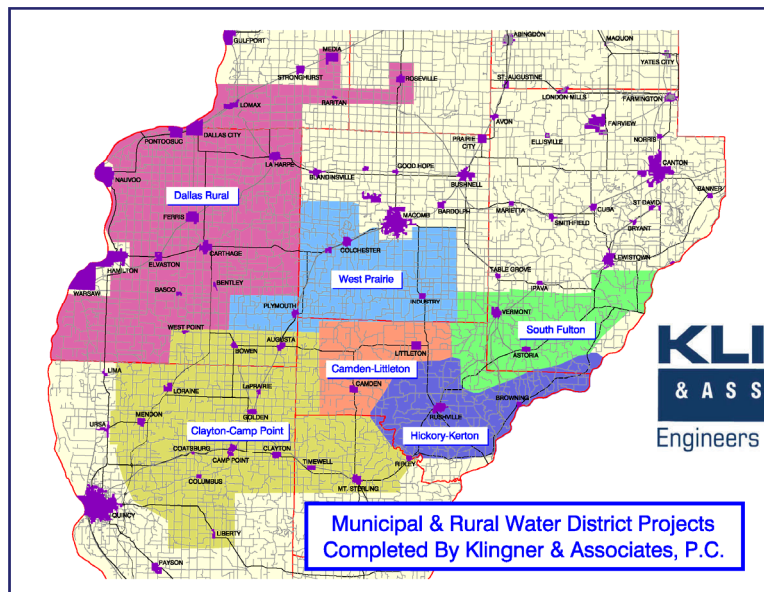 GULFPORT
MEDIA
STRONGHURST
ROSEVILLE
RARITAN
LOMAX
ABINGDON
MAQUON
YATES CITY
ST. AUGUSTINE
LONDON MILLS
FARMINGTON
AVON
FAIRVIEW
PRAIRIE
CITY
ELLISVILLE
NORRIS
CANTON
DALLAS CITY
PONTOOSUC
LA HARPE
BLANDINSVILLE
GOOD HOPE
BUSHNELL
NAUVOO
Dallas Rural
FERRIS
MACOMB
BARDOLPH
MARIETTA
SMITHFIELD
CUBA
ST DAVID
BRYANT
BANNER
CARTHAGE
COLCHESTER
ELVASTON
HAMILTON
LEWISTOWN
WARSAW
BASCO
BENTLEY
West Prairie
TABLE GROVE
IPAVA
INDUSTRY
PLYMOUTH
VERMONT
WEST POINT
South Fulton
BOWEN
AUGUSTA
LITTLETON
ASTORIA
Camden-Littleton
LIMA
LORAINE
LaPRAIRIE
CAMDEN
BROWNING
MENDON
GOLDEN
RUSHVILLE
URSA
Clayton-Camp Point
Hickory-Kerton
COATSBURG
CAMP POINT
CLAYTON
TIMEWELL
RIPLEY
COLUMBUS
MT. STERLING
QUINCY
LIBERTY
PAYSON
KLI
& ASS
Engineers
Municipal & Rural Water District Projects
Completed By Klingner & Associates, P.C.